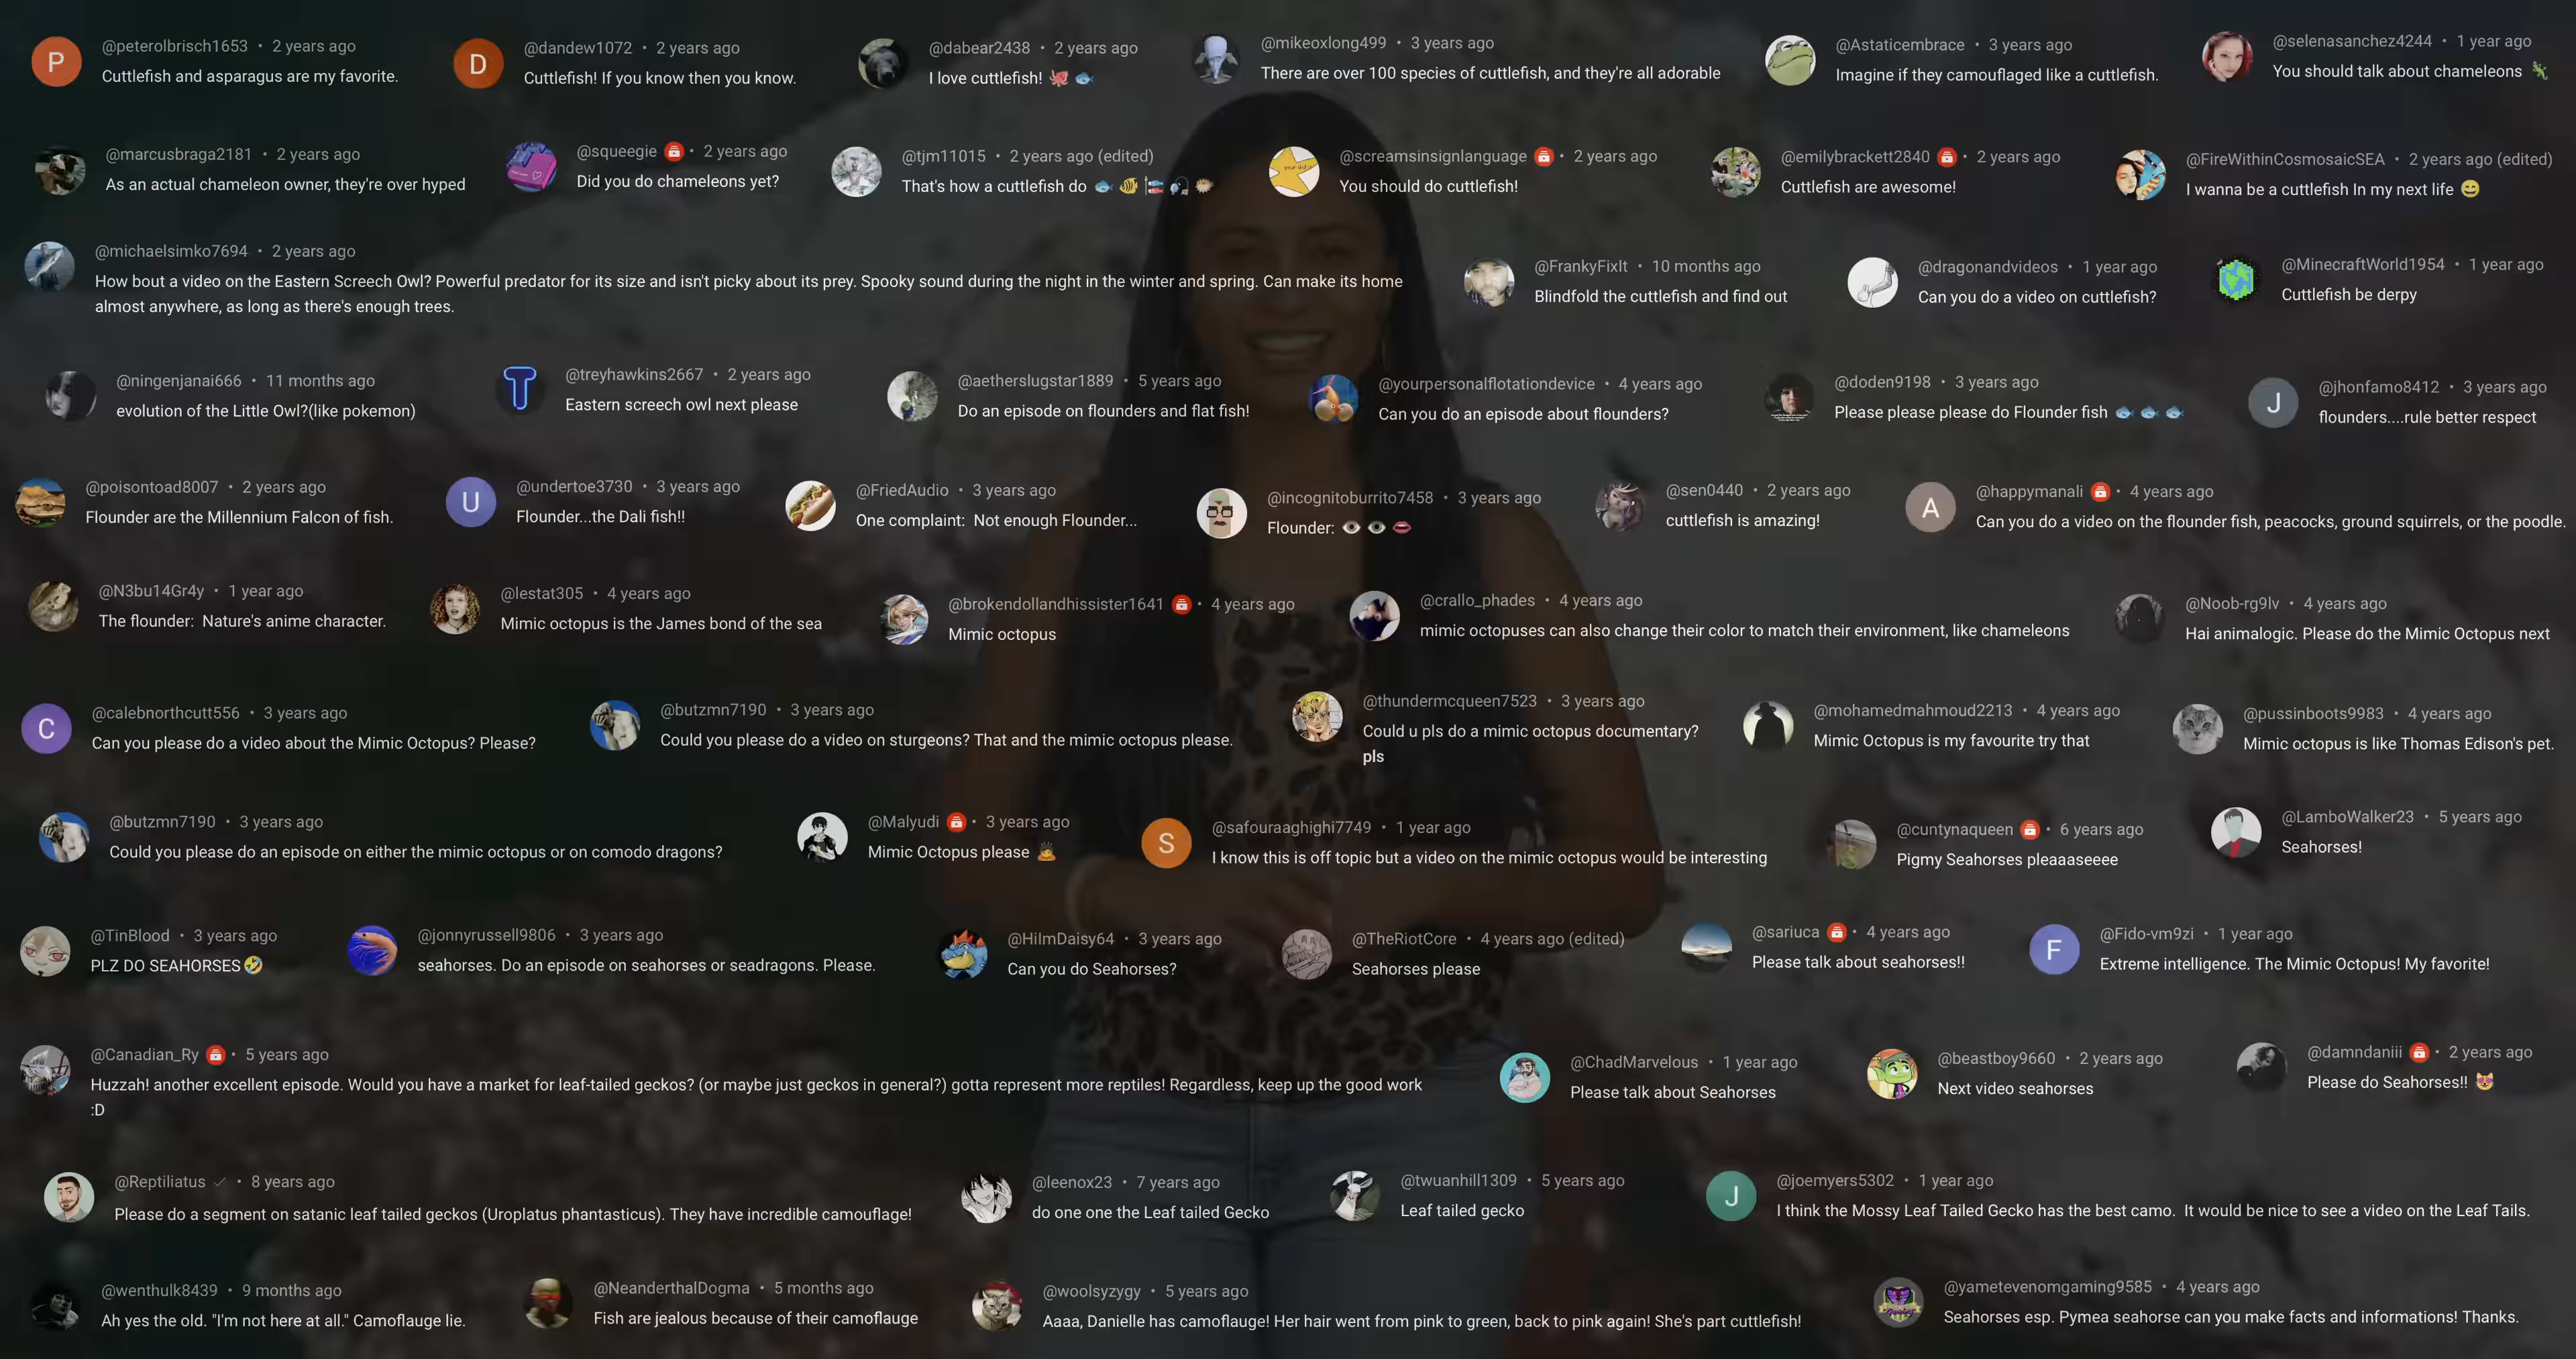 @peterolbrisch1653 • 2 years ago
Cuttlefish and asparagus are my favorite.
@dandew1072 • 2 years ago
Cuttlefish! If you know then you know.
@dabear2438 • 2 years ago
I love cuttlefish! 🐙 🐟
@mikeoxlong499 • 3 years ago
There are over 100 species of cuttlefish, and they're all adorable
@Astaticembrace • 3 years ago
Imagine if they camouflaged like a cuttlefish.
@selenasanchez4244 • 1 year ago
You should talk about chameleons 🦎
@marcusbraga2181 • 2 years ago
As an actual chameleon owner, they're over hyped
@squeegie • 2 years ago
Did you do chameleons yet?
@tjm11015 • 2 years ago (edited)
That's how a cuttlefish do 🐟 🐠 🎏 🎣 🐡
@screamsinsignlanguage • 2 years ago
You should do cuttlefish!
@emilybrackett2840 • 2 years ago
Cuttlefish are awesome!
@FireWithinCosmosaicSEA • 2 years ago (edited)
I wanna be a cuttlefish In my next life 😄
@michaelsimko7694 • 2 years ago
How bout a video on the Eastern Screech Owl? Powerful predator for its size and isn't picky about its prey. Spooky sound during the night in the winter and spring. Can make its home
almost anywhere, as long as there's enough trees.
@FrankyFixIt • 10 months ago
Blindfold the cuttlefish and find out
@dragonandvideos • 1 year ago
Can you do a video on cuttlefish?
@MinecraftWorld1954 • 1 year ago
Cuttlefish be derpy
@ningenjanai666 • 11 months ago
evolution of the Little Owl?(like pokemon)
@treyhawkins2667 • 2 years ago
Eastern screech owl next please
@aetherslugstar1889 • 5 years ago
Do an episode on flounders and flat fish!
@yourpersonalflotationdevice • 4 years ago
Can you do an episode about flounders?
@doden9198 • 3 years ago
Please please please do Flounder fish 🐟 🐟 🐟
J
@jhonfamo8412 • 3 years ago
flounders....rule better respect
@poisontoad8007 • 2 years ago
Flounder are the Millennium Falcon of fish.
U
@undertoe3730 • 3 years ago
Flounder...the Dali fish!!
@FriedAudio • 3 years ago
One complaint: Not enough Flounder...
@incognitoburrito7458 • 3 years ago
Flounder: 👁 👁 👄
@sen0440 • 2 years ago
cuttlefish is amazing!
A
@happymanali • 4 years ago
Can you do a video on the flounder fish, peacocks, ground squirrels, or the poodle.
@N3bu14Gr4y • 1 year ago
The flounder: Nature's anime character.
@lestat305 • 4 years ago
Mimic octopus is the James bond of the sea
@brokendollandhissister1641 • 4 years ago
Mimic octopus
@crallo_phades • 4 years ago
mimic octopuses can also change their color to match their environment, like chameleons
@Noob-rg9lv • 4 years ago
Hai animalogic. Please do the Mimic Octopus next
C
@calebnorthcutt556 • 3 years ago
Can you please do a video about the Mimic Octopus? Please?
@butzmn7190 • 3 years ago
Could you please do a video on sturgeons? That and the mimic octopus please.
@thundermcqueen7523 • 3 years ago
Could u pls do a mimic octopus documentary?
pls
@mohamedmahmoud2213 • 4 years ago
Mimic Octopus is my favourite try that
@pussinboots9983 • 4 years ago
Mimic octopus is like Thomas Edison's pet.
@butzmn7190 • 3 years ago
Could you please do an episode on either the mimic octopus or on comodo dragons?
@Malyudi • 3 years ago
Mimic Octopus please 🙇
S
@safouraaghighi7749 • 1 year ago
I know this is off topic but a video on the mimic octopus would be interesting
@cuntynaqueen • 6 years ago
Pigmy Seahorses pleaaaseeee
@LamboWalker23 • 5 years ago
Seahorses!
@TinBlood • 3 years ago
PLZ DO SEAHORSES🤣
@jonnyrussell9806 • 3 years ago
seahorses. Do an episode on seahorses or seadragons. Please.
@HiImDaisy64 • 3 years ago
Can you do Seahorses?
@TheRiotCore • 4 years ago (edited)
Seahorses please
@sariuca • 4 years ago
Please talk about seahorses!!
F
@Fido-vm9zi • 1 year ago
Extreme intelligence. The Mimic Octopus! My favorite!
@Canadian_Ry • 5 years ago
Huzzah! another excellent episode. Would you have a market for leaf-tailed geckos? (or maybe just geckos in general?) gotta represent more reptiles! Regardless, keep up the good work
:D
@ChadMarvelous • 1 year ago
Please talk about Seahorses
@beastboy9660 • 2 years ago
Next video seahorses
@damndaniii • 2 years ago
Please do Seahorses!! 😻
@Reptiliatus ✓ • 8 years ago
Please do a segment on satanic leaf tailed geckos (Uroplatus phantasticus). They have incredible camouflage!
@leenox23 • 7 years ago
do one one the Leaf tailed Gecko
@twuanhill1309 • 5 years ago
Leaf tailed gecko
J
@joemyers5302 • 1 year ago
I think the Mossy Leaf Tailed Gecko has the best camo. It would be nice to see a video on the Leaf Tails.
@wenthulk8439 • 9 months ago
Ah yes the old. "I'm not here at all." Camoflauge lie.
@NeanderthalDogma • 5 months ago
Fish are jealous because of their camoflauge
@woolsyzygy • 5 years ago
Aaaa, Danielle has camoflauge! Her hair went from pink to green, back to pink again! She's part cuttlefish!
@yametevenomgaming9585 • 4 years ago
Seahorses esp. Pymea seahorse can you make facts and informations! Thanks.